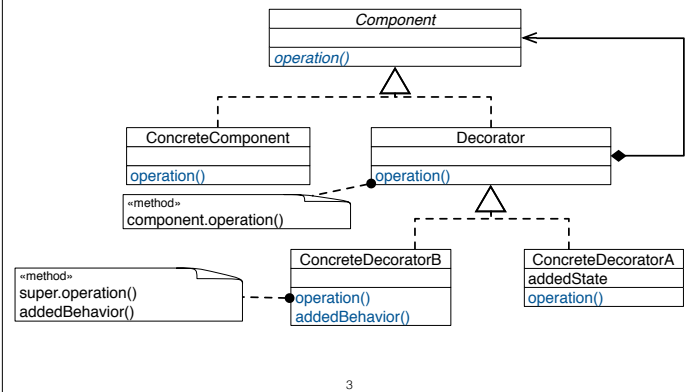 Component
operation()
ConcreteComponent
operation()
Decorator
operation()
«method»
component.operation()
ConcreteDecoratorB
operation()
addedBehavior()
ConcreteDecoratorA
addedState
operation()
«method»
super.operation()
addedBehavior()
3